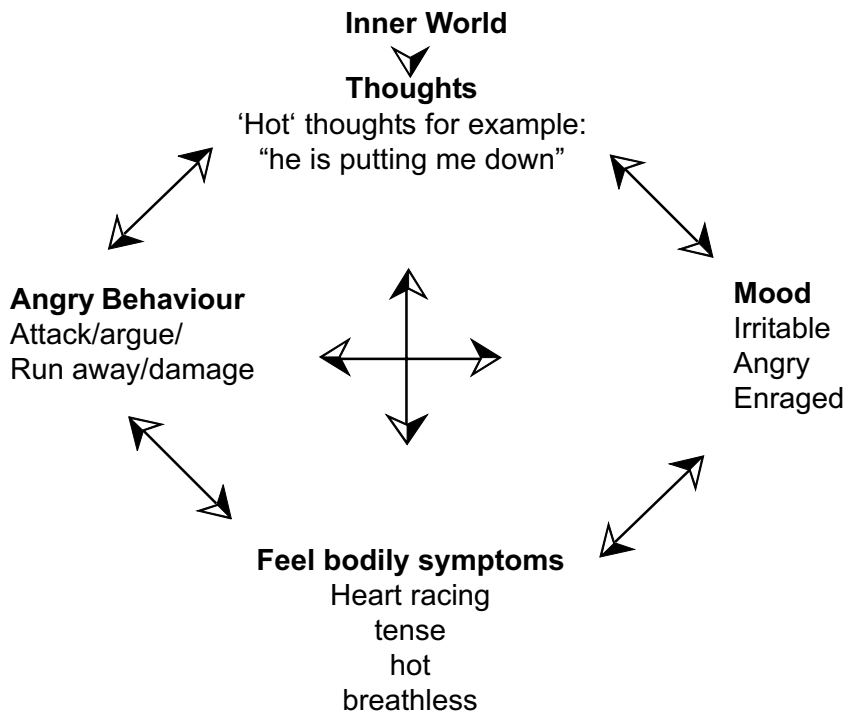 Inner World
Thoughts
‘Hot‘ thoughts for example:
“he is putting me down”
Angry Behaviour
Attack/argue/
Run away/damage
Mood
Irritable
Angry
Enraged
Feel bodily symptoms
Heart racing
tense
hot
breathless